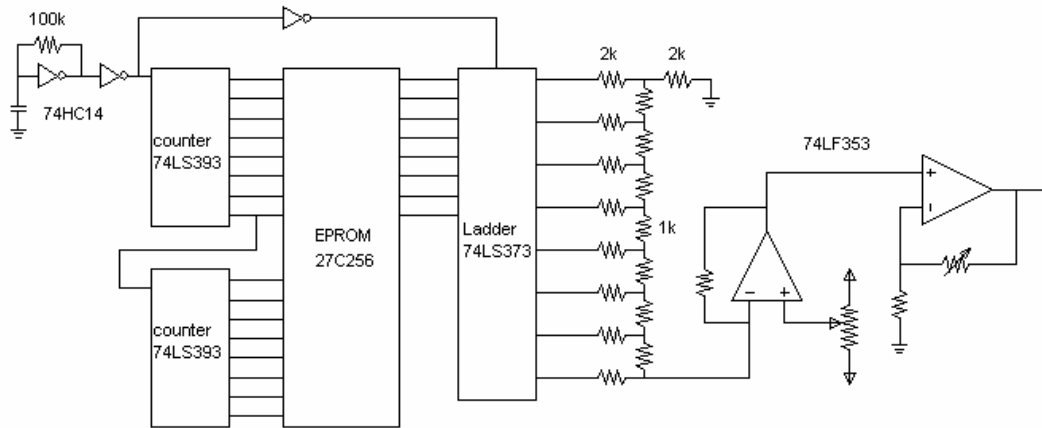 100k
2k
2k
74HC14
counter
74LS393
74LF353
EPROM
27C256
Ladder
74LS373
1k
counter
74LS393
+
-
-
+